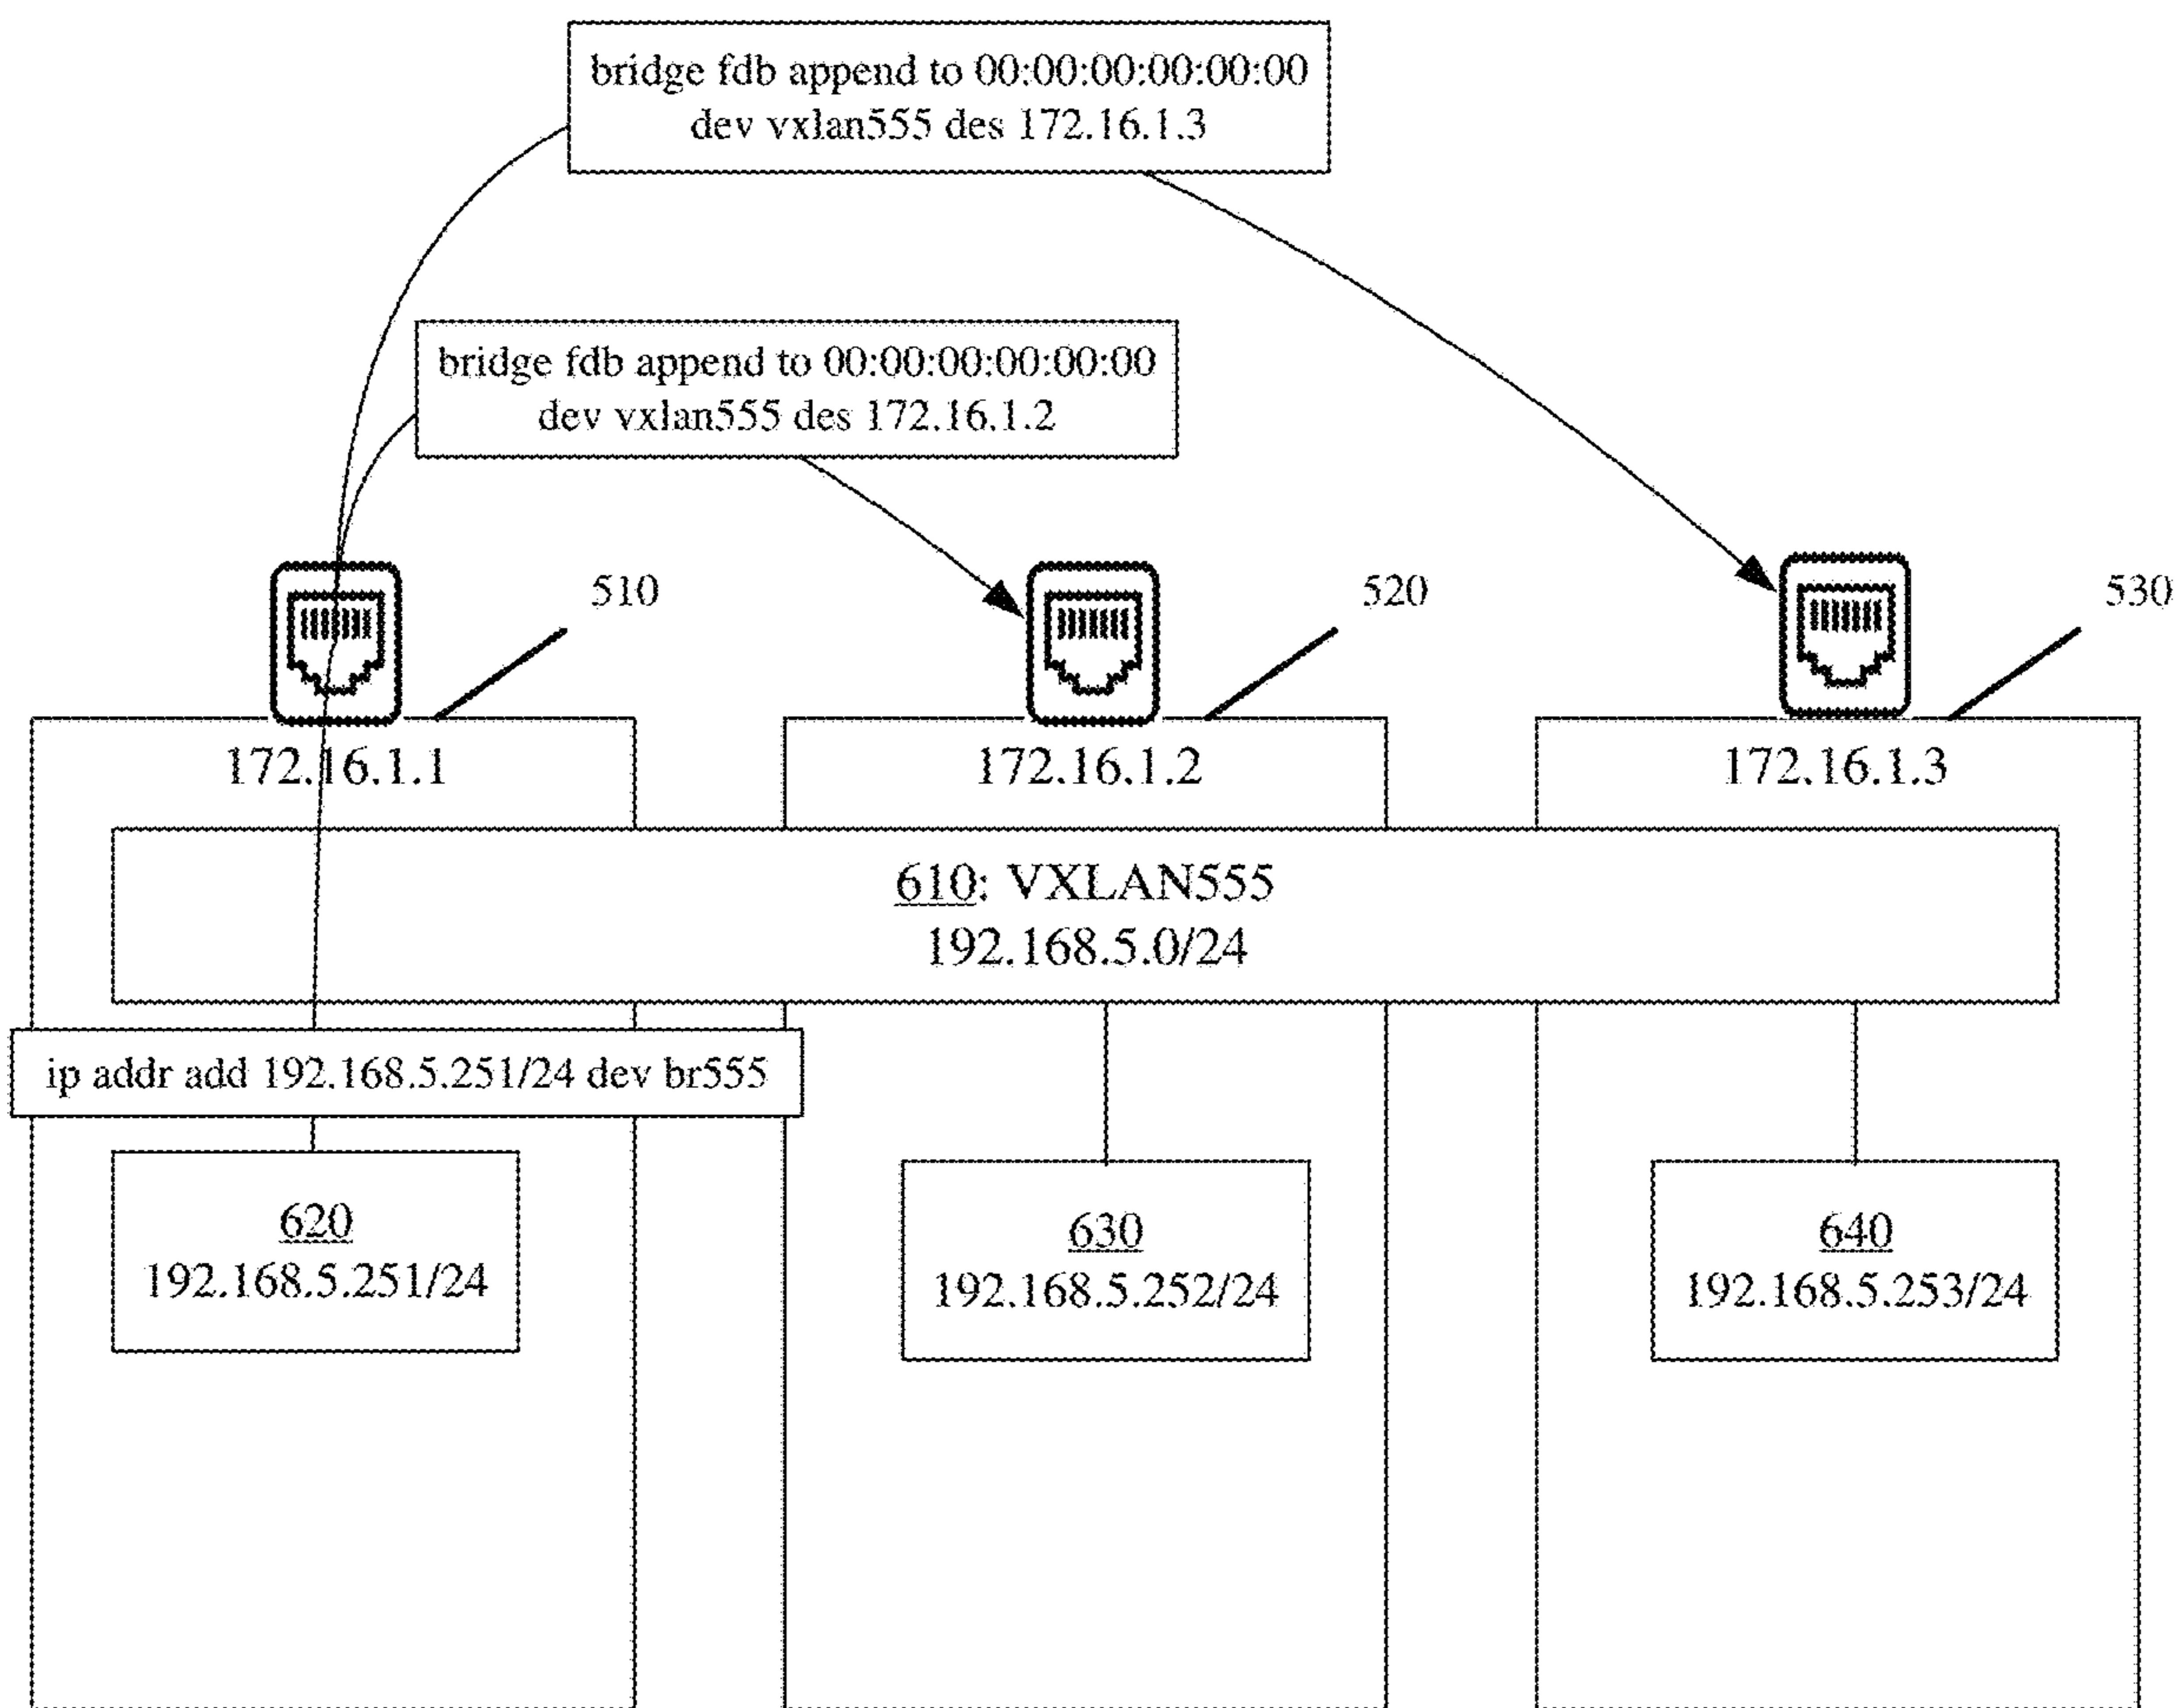 bridge fdb append to 00:00:00:00:00:00
dev vxlan555 des 172.16.1.3
bridge fdb append to 00:00:00:00:00:00
dev vxlan555 des 172.16.1.2
510
520
530
172.16.1.1
172.16.1.2
172.16.1.3
610: VXLAN555
192.168.5.0/24
ip addr add 192.168.5.251/24 dev br555
620
192.168.5.251/24
630
192.168.5.252/24
640
192.168.5.253/24